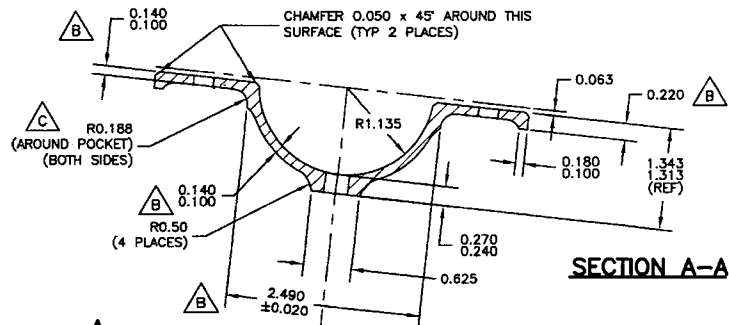 B
0.140
0.100
CHAMFER 0.050 x 45° AROUND THIS
SURFACE (TYP 2 PLACES)
0.063
0.220
B
C
R0.188
(AROUND POCKET)
(BOTH SIDES)
R1.135
0.180
0.100
1.343
1.313
(REF)
B
0.140
0.100
R0.50
(4 PLACES)
0.270
0.240
0.625
SECTION A-A
B
2.490
±0.020